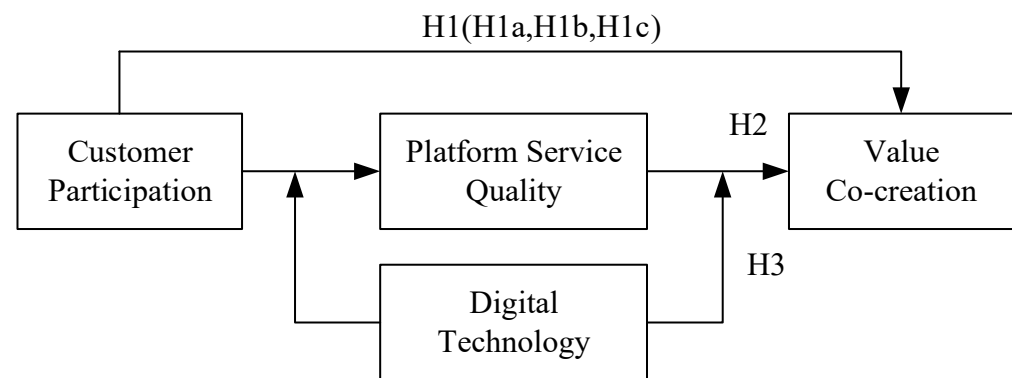 H1(H1a,H1b,H1c)
Customer
Participation
Platform Service
Quality
H2
Value
Co-creation
H3
Digital
Technology